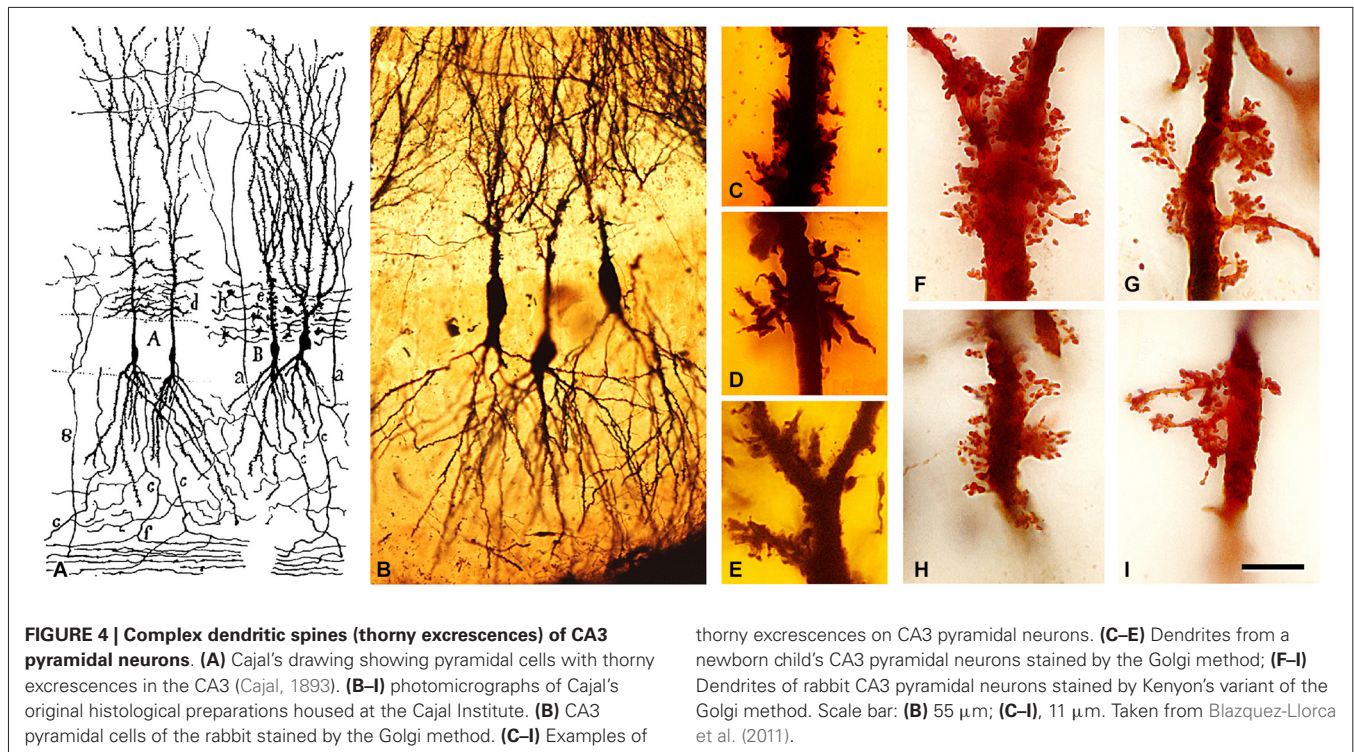 A
B
C
D
E
F
G
H
I
A
d
h
e
B
a
a
g
c
c
c
c
c
f
FIGURE 4 | Complex dendritic spines (thorny excrescences) of CA3
pyramidal neurons. (A) Cajal's drawing showing pyramidal cells with thorny
excrescences in the CA3 (Cajal, 1893). (B–I) photomicrographs of Cajal's
original histological preparations housed at the Cajal Institute. (B) CA3
pyramidal cells of the rabbit stained by the Golgi method. (C–I) Examples of
thorny excrescences on CA3 pyramidal neurons. (C–E) Dendrites from a
newborn child's CA3 pyramidal neurons stained by the Golgi method; (F–I)
Dendrites of rabbit CA3 pyramidal neurons stained by Kenyon's variant of the
Golgi method. Scale bar: (B) 55 μm; (C–I), 11 μm. Taken from Blazquez-Llorca
et al. (2011).